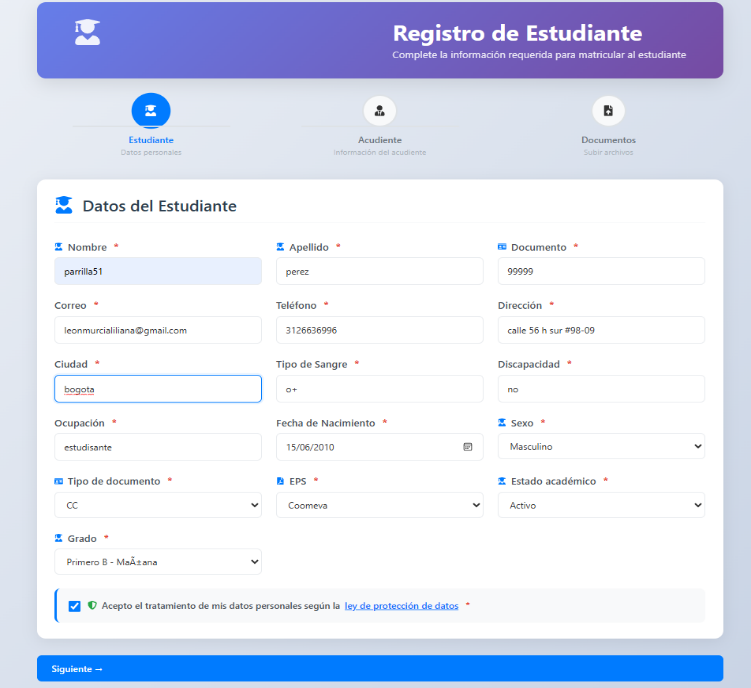 Registro de Estudiante
Complete la información requerida para matricular al estudiante
Estudiante
Datos personales
Acudiente
Información del acudiente
Documentos
Subir archivos
Datos del Estudiante
Nombre * Apellido * Documento *
parrilla51 perez 99999
Correo * Teléfono * Dirección *
leonmurcialiliana@gmail.com 3126636996 calle 56 h sur #98-09
Ciudad * Tipo de Sangre * Discapacidad *
bogota o+ no
Ocupación * Fecha de Nacimiento * Sexo *
estudisante 15/06/2010 Masculino
Tipo de documento * EPS * Estado académico *
CC Coomeva Activo
Grado *
Primero B - MaÃ±ana
Acepto el tratamiento de mis datos personales según la ley de protección de datos *
Siguiente →